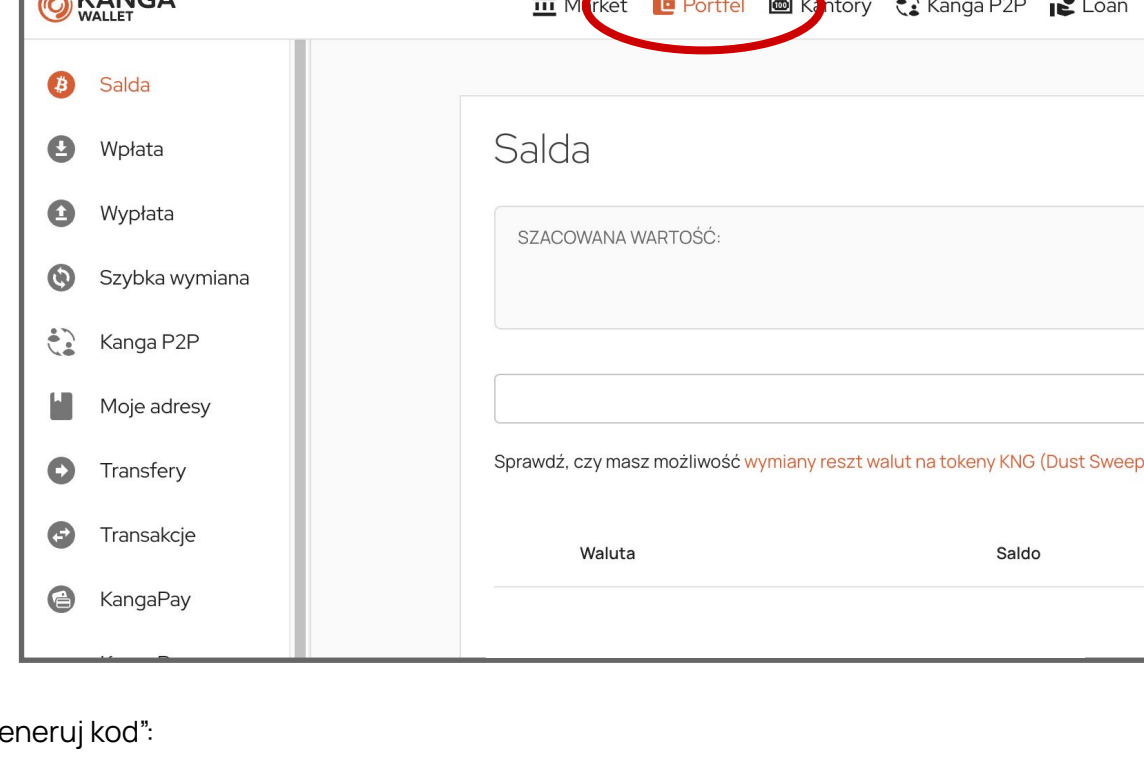 KANGA
WALLET
Market Portfel Kantory Kanga P2P Loan
Salda
Wpłata
Wypłata
Szybka wymiana
Kanga P2P
Moje adresy
Transfery
Transakcje
KangaPay
Salda
SZACOWANA WARTOŚĆ:
Sprawdź, czy masz możliwość wymiany reszt walut na tokeny KNG (Dust Sweep
Waluta Saldo
eneruj kod”: